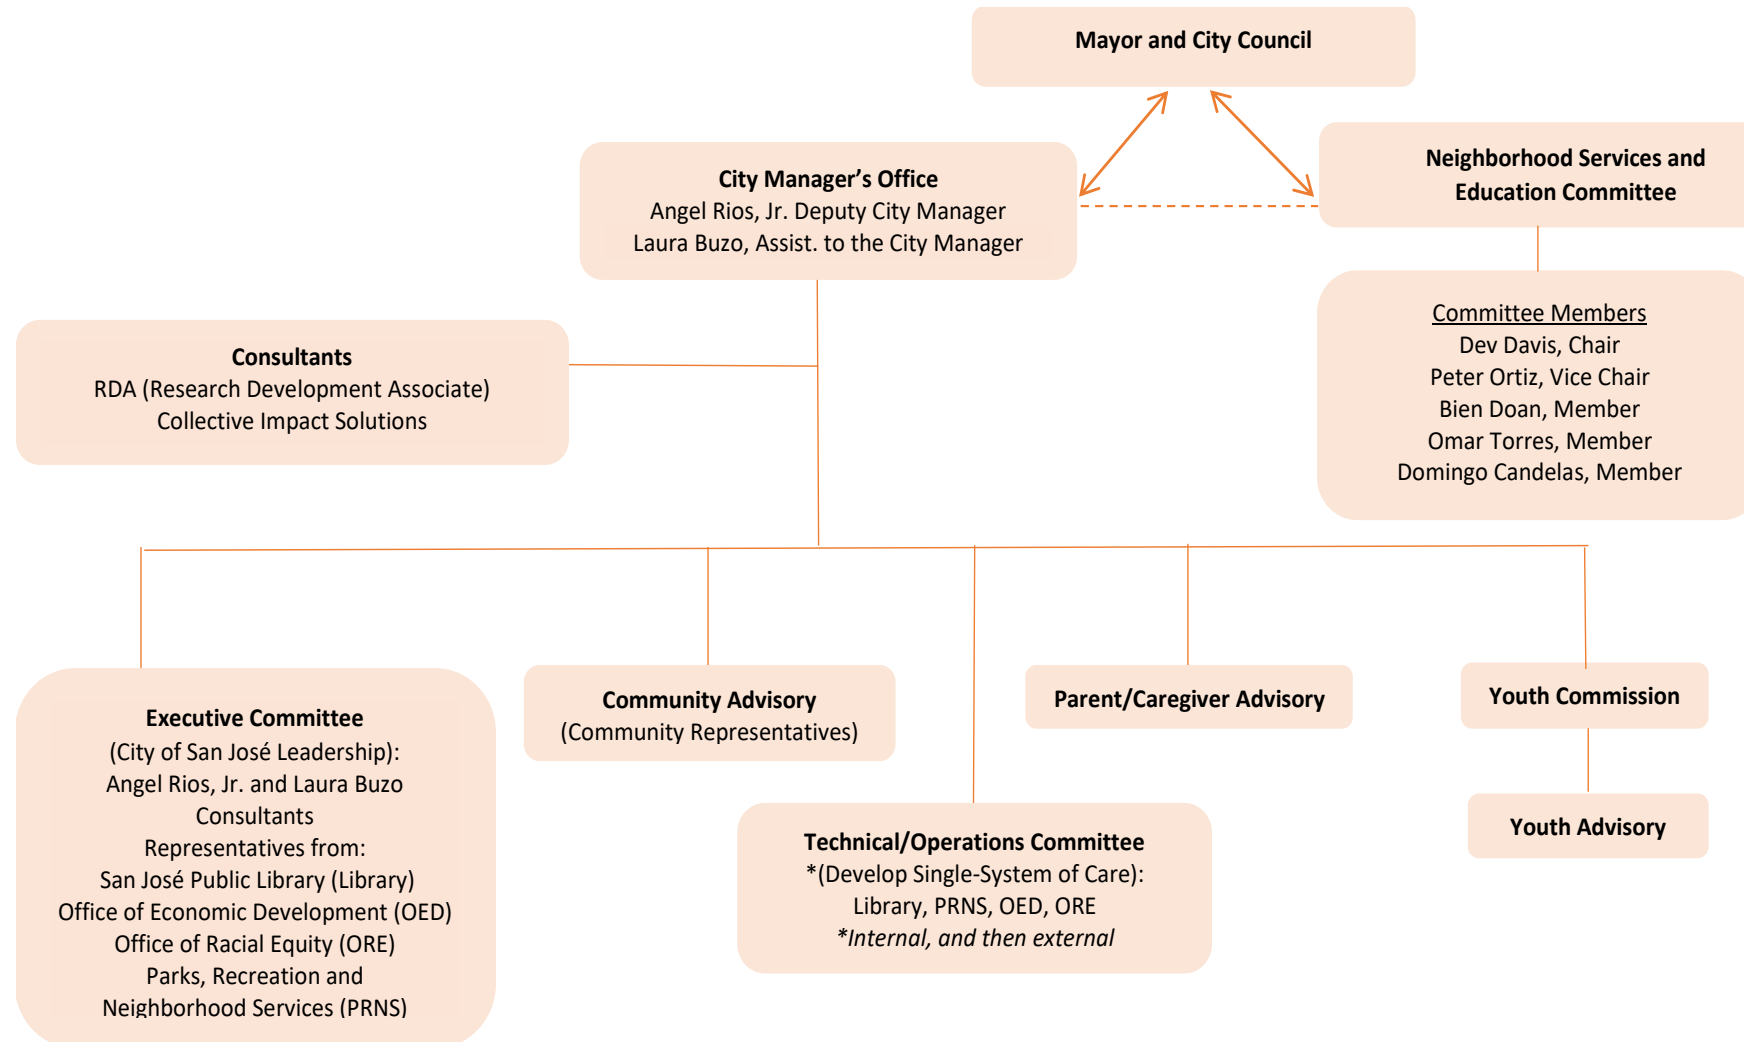 Mayor and City Council
City Manager’s Office
Angel Rios, Jr. Deputy City Manager
Laura Buzo, Assist. to the City Manager
Neighborhood Services and
Education Committee
Committee Members
Dev Davis, Chair
Peter Ortiz, Vice Chair
Bien Doan, Member
Omar Torres, Member
Domingo Candelas, Member
Consultants
RDA (Research Development Associate)
Collective Impact Solutions
Executive Committee
(City of San José Leadership):
Angel Rios, Jr. and Laura Buzo
Consultants
Representatives from:
San José Public Library (Library)
Office of Economic Development (OED)
Office of Racial Equity (ORE)
Parks, Recreation and
Neighborhood Services (PRNS)
Community Advisory
(Community Representatives)
Technical/Operations Committee
*(Develop Single-System of Care):
Library, PRNS, OED, ORE
*Internal, and then external
Parent/Caregiver Advisory
Youth Commission
Youth Advisory